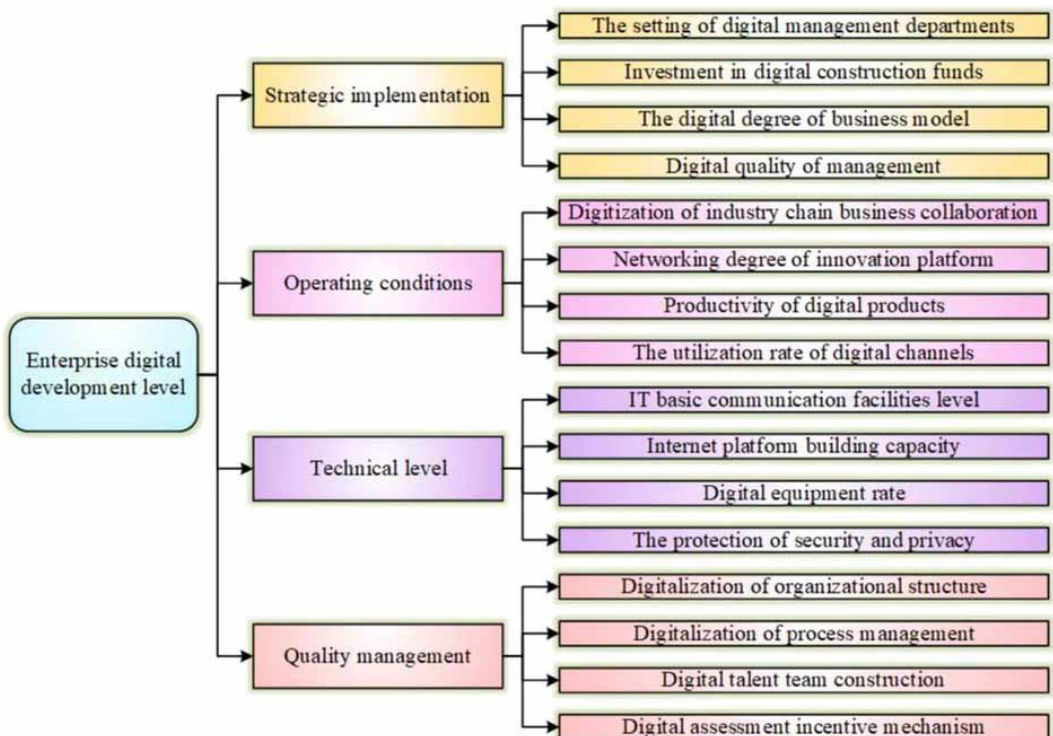 Enterprise digital
development level
Strategic implementation
The setting of digital management departments
Investment in digital construction funds
The digital degree of business model
Digital quality of management
Operating conditions
Digitization of industry chain business collaboration
Networking degree of innovation platform
Productivity of digital products
The utilization rate of digital channels
Technical level
IT basic communication facilities level
Internet platform building capacity
Digital equipment rate
The protection of security and privacy
Quality management
Digitalization of organizational structure
Digitalization of process management
Digital talent team construction
Digital assessment incentive mechanism